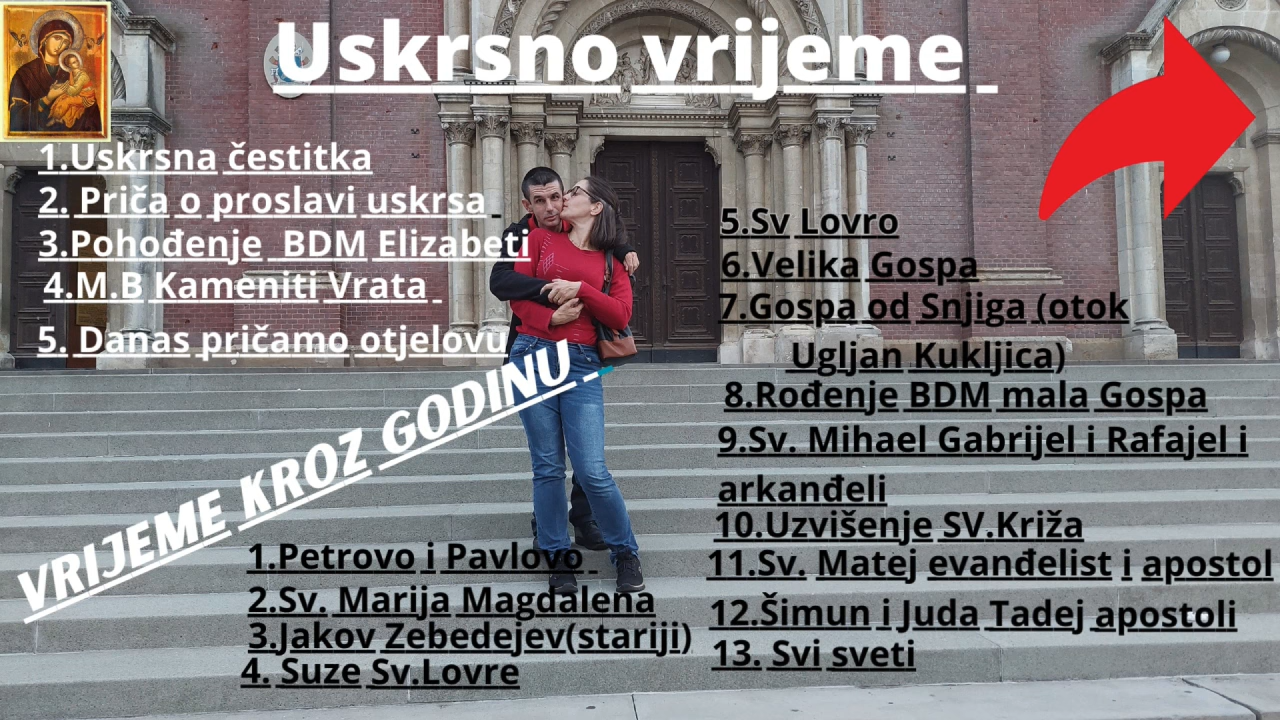 Uskrsno vrijeme
1.Uskrsna čestitka
2. Priča o proslavi uskrsa
3.Pohođenje BDM Elizabeti
4.M.B Kameniti Vrata
5. Danas pričamo otjelovu
VRIJEME KROZ GODINU
1.Petrovo i Pavlovo
2.Sv. Marija Magdalena
3.Jakov Zebedejev(stariji)
4. Suze Sv.Lovre
5.Sv Lovro
6.Velika Gospa
7.Gospa od Snjiga (otok
Ugljan Kukljica)
8.Rođenje BDM mala Gospa
9.Sv. Mihael Gabrijel i Rafajel i
arkanđeli
10.Uzvišenje SV.Križa
11.Sv. Matej evanđelist i apostol
12.Šimun i Juda Tadej apostoli
13. Svi sveti